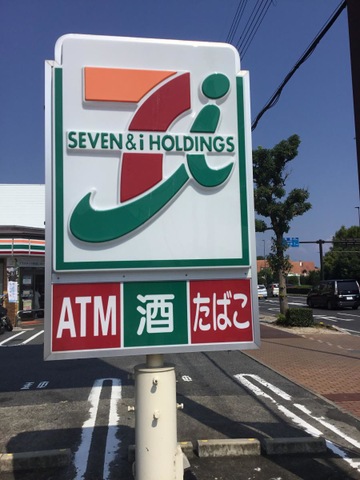 SEVEN & i HOLDINGS
ATM 酒 たばこ